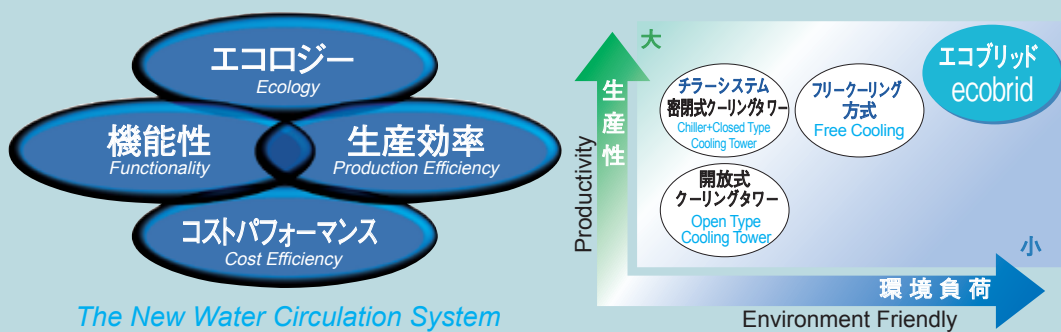 エコロジー
Ecology
機能性
Functionality
生産効率
Production Efficiency
コストパフォーマンス
Cost Efficiency
The New Water Circulation System
大
生産性
Productivity
チラーシステム
密閉式クーリングタワー
Chiller+Closed Type
Cooling Tower
フリークーリング
方式
Free Cooling
エコブリッド
ecobrid
開放式
クーリングタワー
Open Type
Cooling Tower
小
環境負荷
Environment Friendly